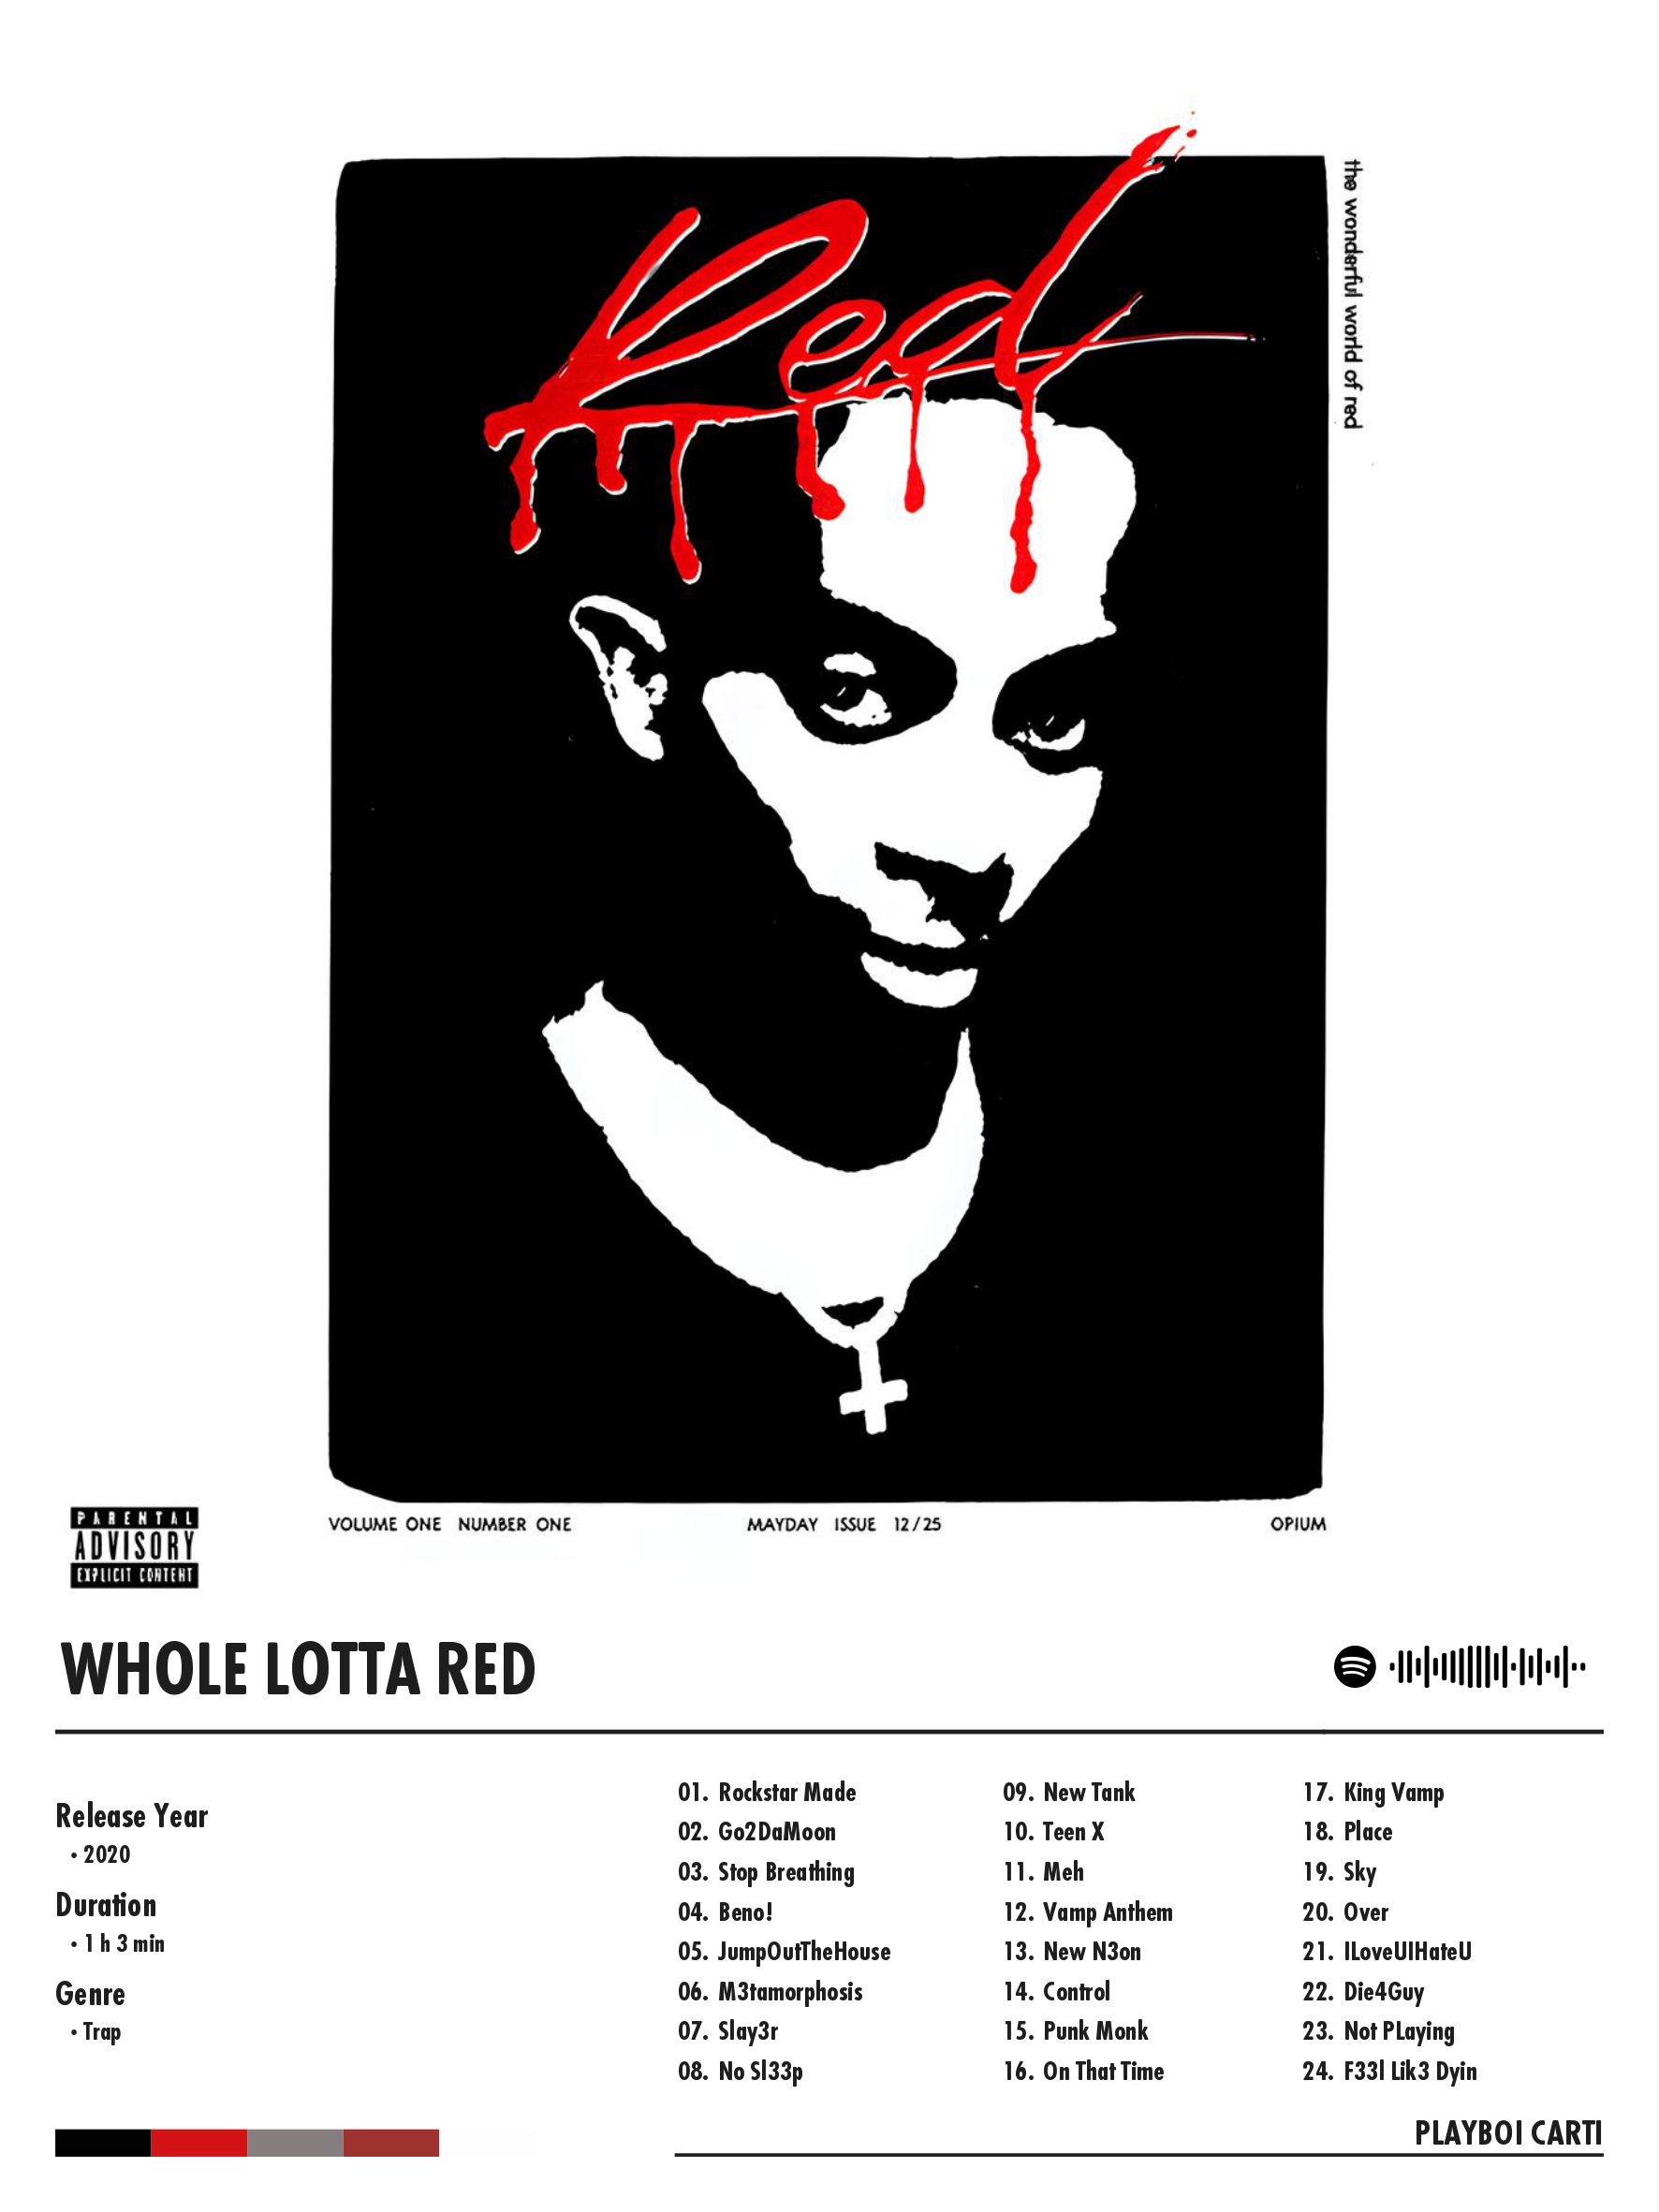 Red
the wonderful world of red
VOLUME ONE NUMBER ONE
MAYDAY ISSUE 12/25
OPIUM
PARENTAL
ADVISORY
EXPLICIT CONTENT
WHOLE LOTTA RED
Release Year
• 2020
Duration
• 1 h 3 min
Genre
• Trap
01. Rockstar Made
02. Go2DaMoon
03. Stop Breathing
04. Beno!
05. JumpOutTheHouse
06. M3tamorphosis
07. Slay3r
08. No Sl33p
09. New Tank
10. Teen X
11. Meh
12. Vamp Anthem
13. New N3on
14. Control
15. Punk Monk
16. On That Time
17. King Vamp
18. Place
19. Sky
20. Over
21. ILoveUIHateU
22. Die4Guy
23. Not PLaying
24. F33l Lik3 Dyin
PLAYBOI CARTI